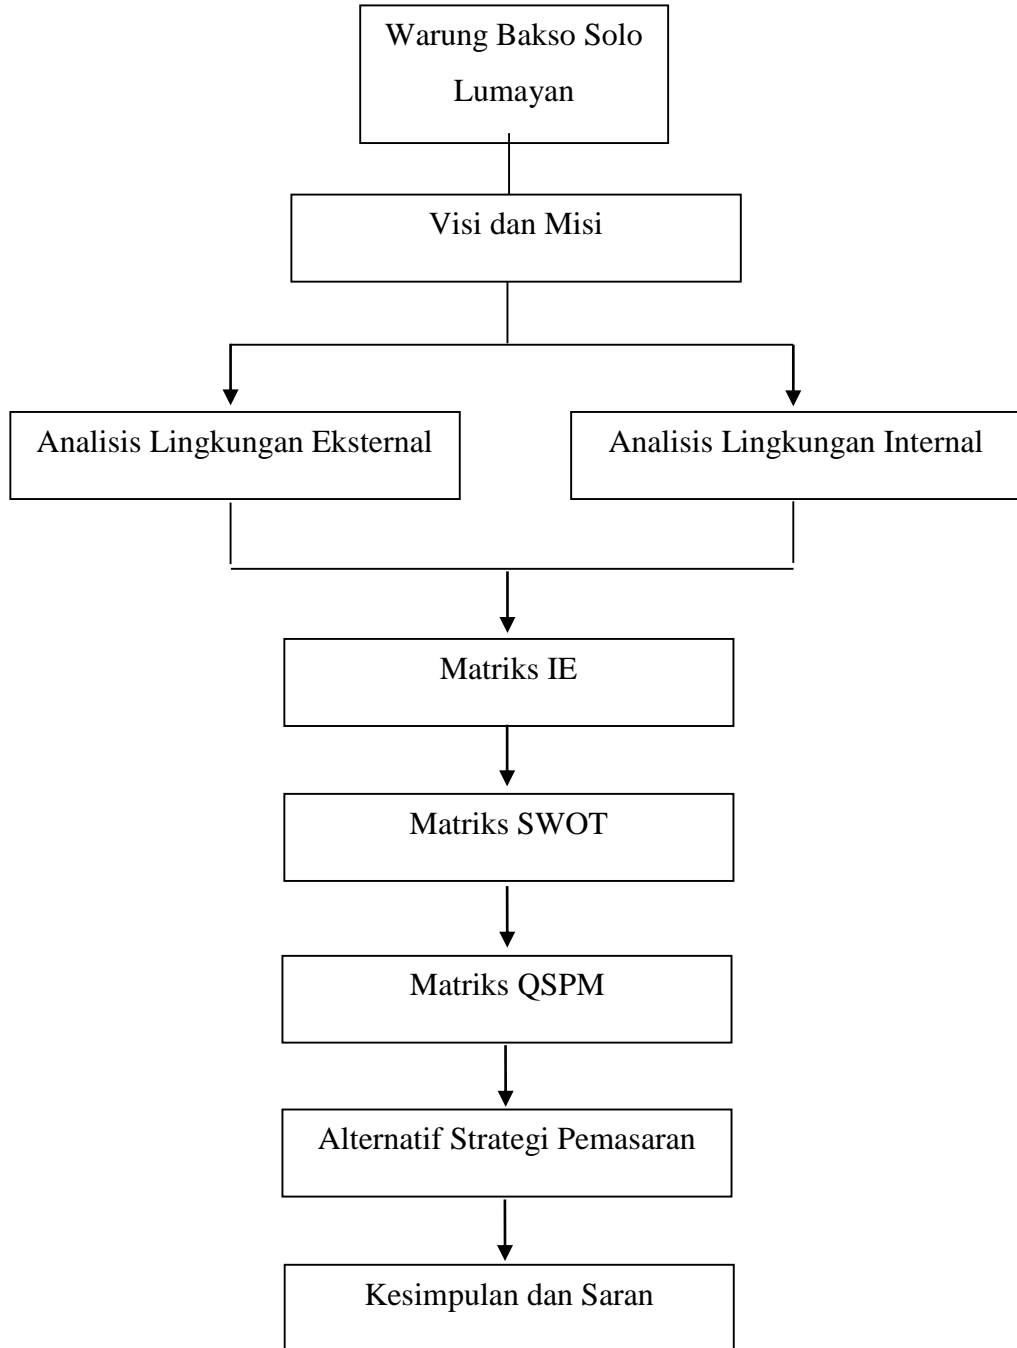 Warung Bakso Solo
Lumayan
Visi dan Misi
Analisis Lingkungan Eksternal
Analisis Lingkungan Internal
Matriks IE
Matriks SWOT
Matriks QSPM
Alternatif Strategi Pemasaran
Kesimpulan dan Saran